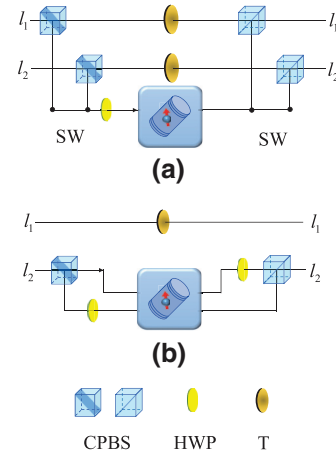 l₁ l₁
l₂ l₂
SW SW
(a)
l₁ l₁
l₂ l₂
(b)
CPBS HWP T